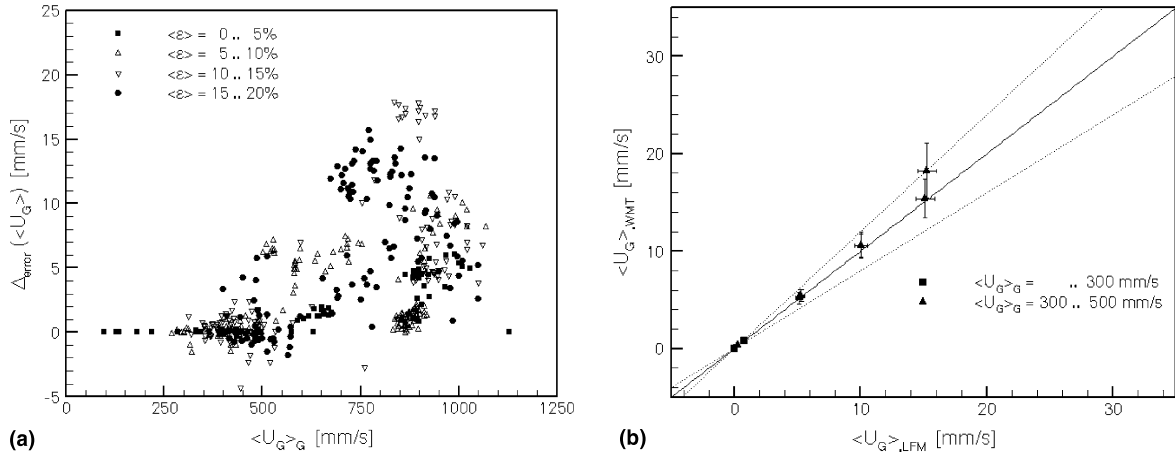 25
20
15
10
5
0
-5
0 250 500 750 1000 1250
Δerror (<UG>) [mm/s]
<UG>G [mm/s]
<ε> = 0 .. 5%
<ε> = 5 .. 10%
<ε> = 10 .. 15%
<ε> = 15 .. 20%
(a)
30
20
10
0
0 10 20 30
<UG>,WMT [mm/s]
<UG>,LFM [mm/s]
<UG>G = .. 300 mm/s
<UG>G = 300 .. 500 mm/s
(b)